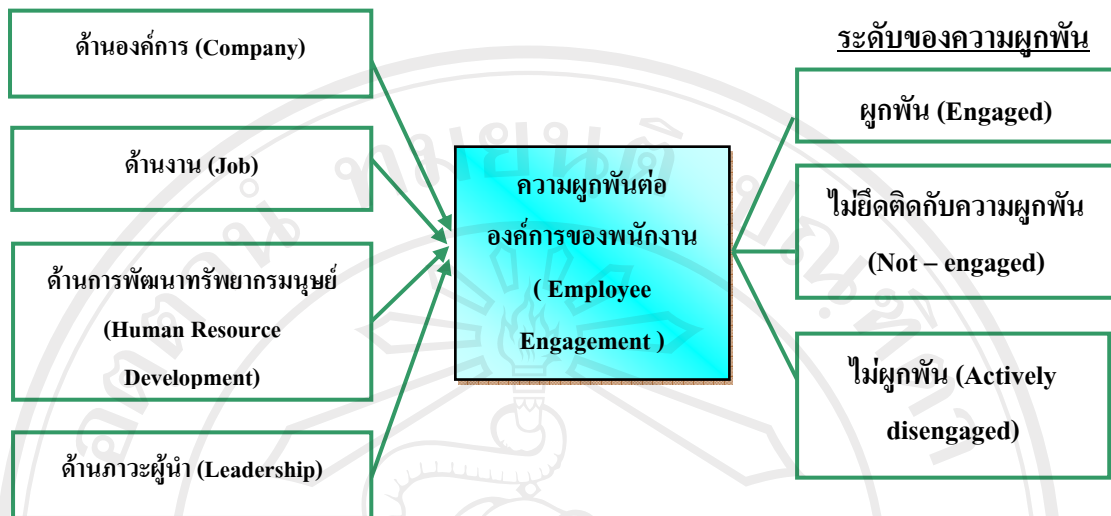 ด้านองค์การ (Company)
ด้านงาน (Job)
ด้านการพัฒนาทรัพยากรมนุษย์
(Human Resource
Development)
ด้านภาวะผู้นำ (Leadership)
ความผูกพันต่อ
องค์การของพนักงาน
( Employee
Engagement )
ระดับของความผูกพัน
ผูกพัน (Engaged)
ไม่ยึดติดกับความผูกพัน
(Not – engaged)
ไม่ผูกพัน (Actively
disengaged)